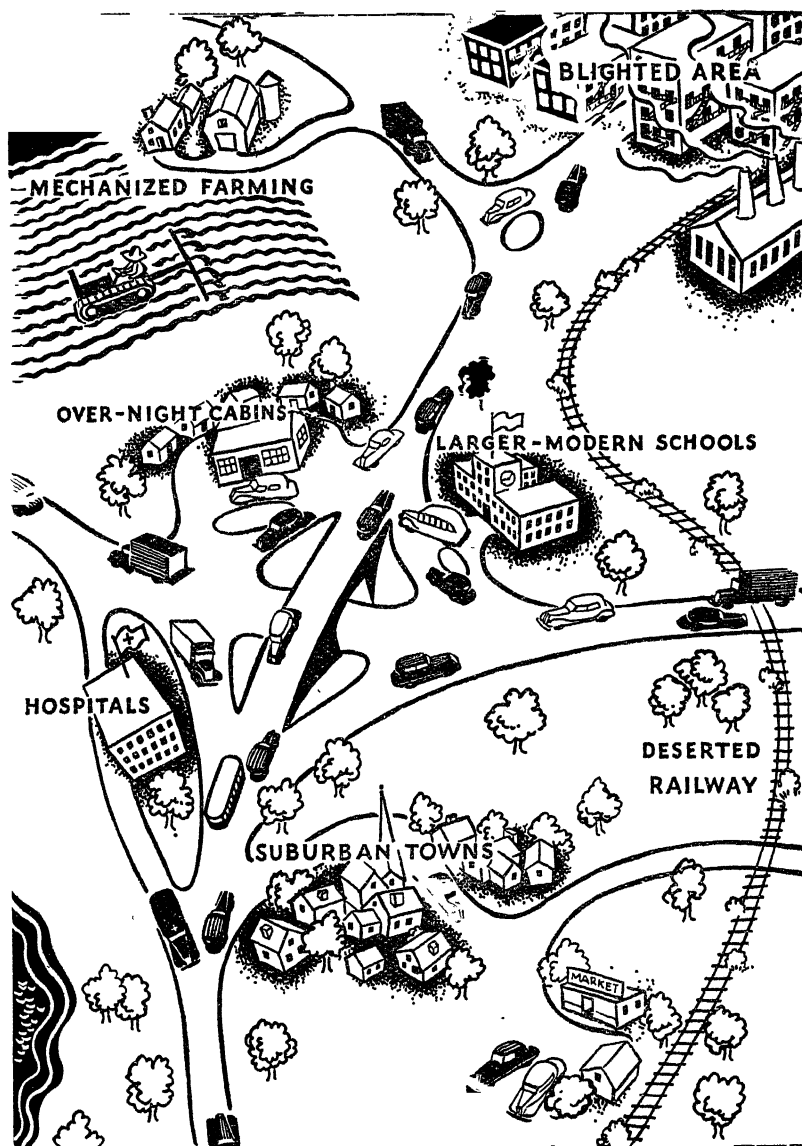 BLIGHTED AREA
MECHANIZED FARMING
OVER-NIGHT CABINS
LARGER-MODERN SCHOOLS
HOSPITALS
DESERTED
RAILWAY
SUBURBAN TOWNS
MARKET